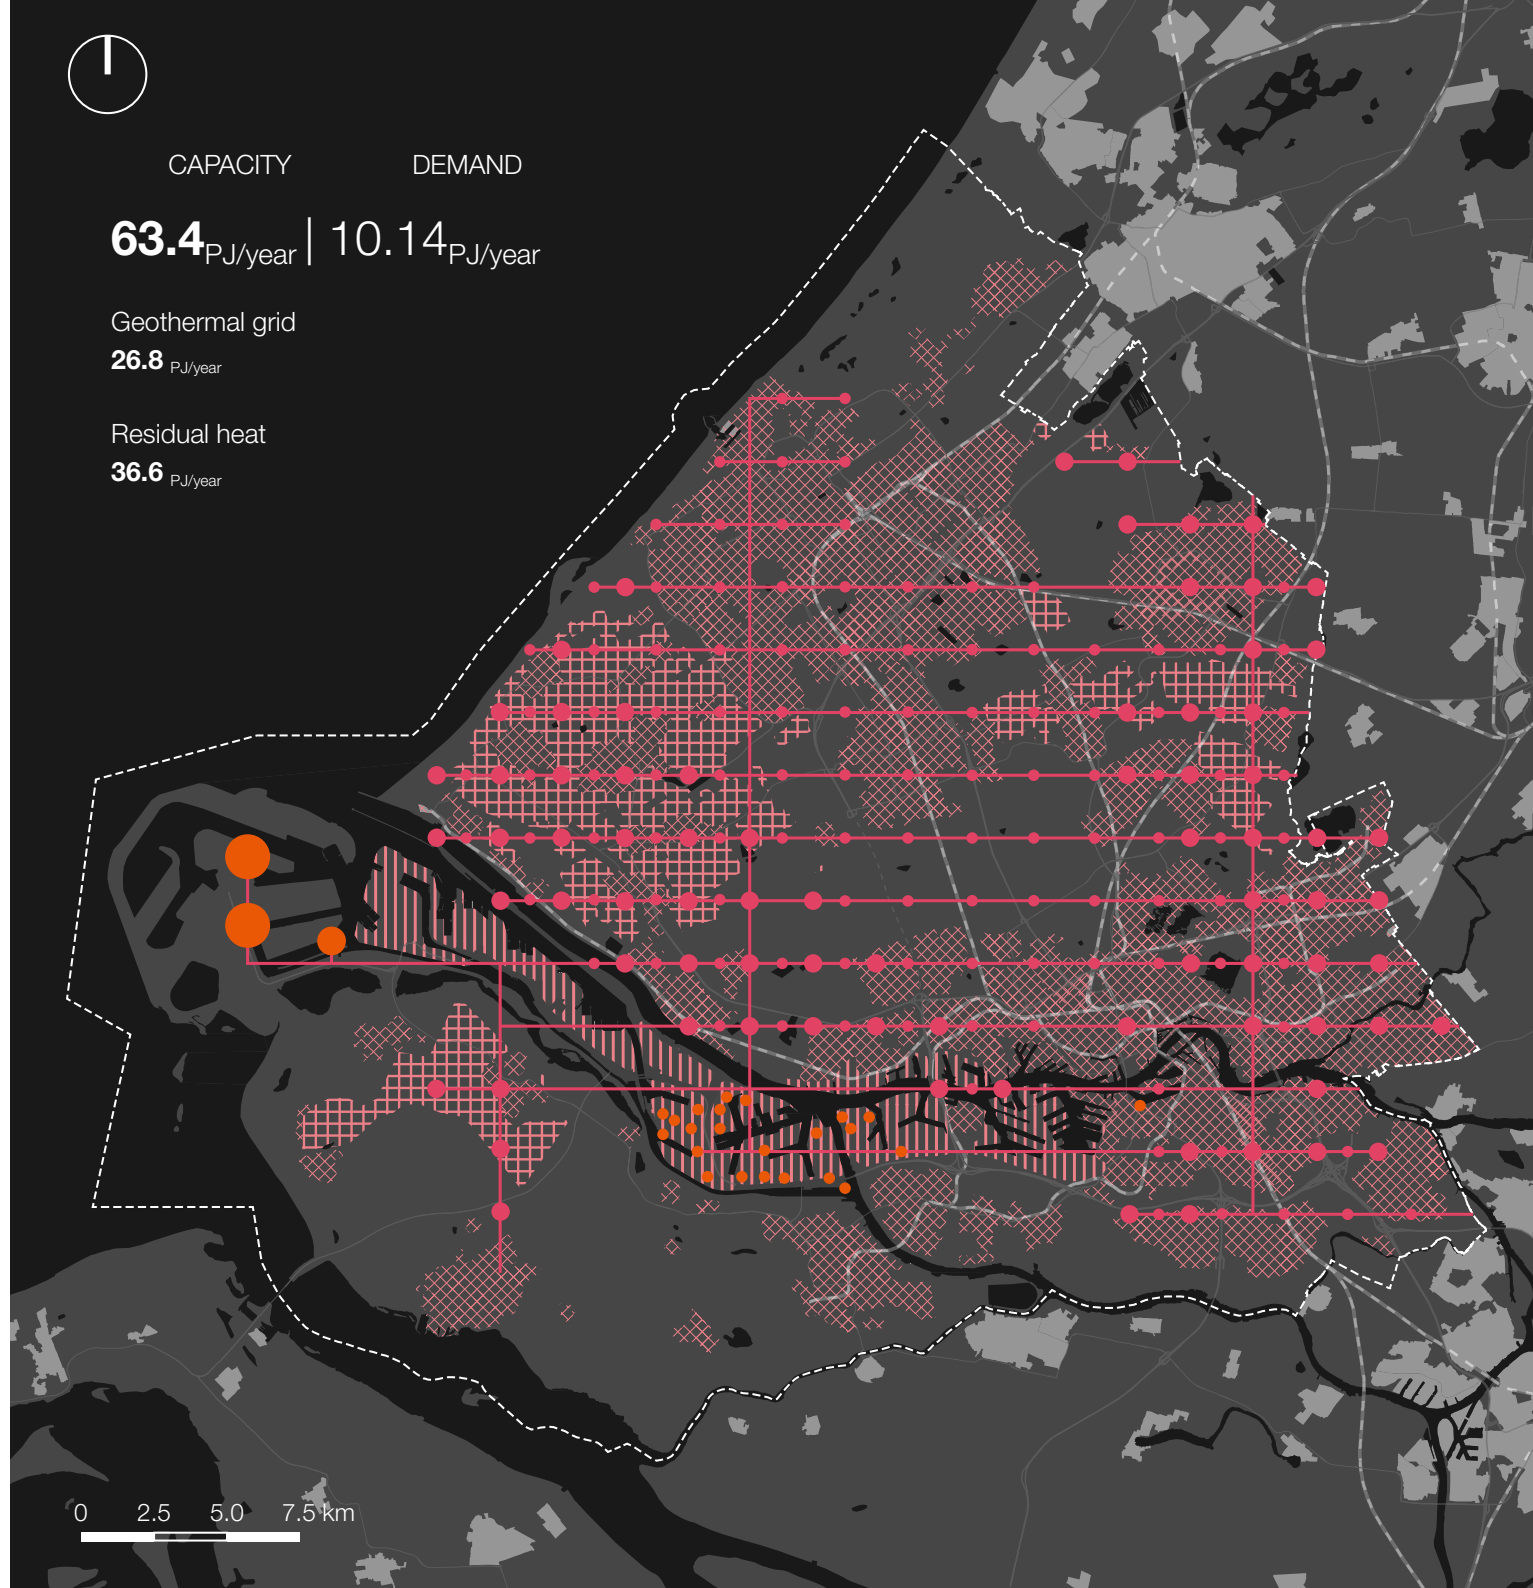 CAPACITY DEMAND
63.4PJ/year | 10.14PJ/year
Geothermal grid
26.8 PJ/year
Residual heat
36.6 PJ/year
0 2.5 5.0 7.5 km